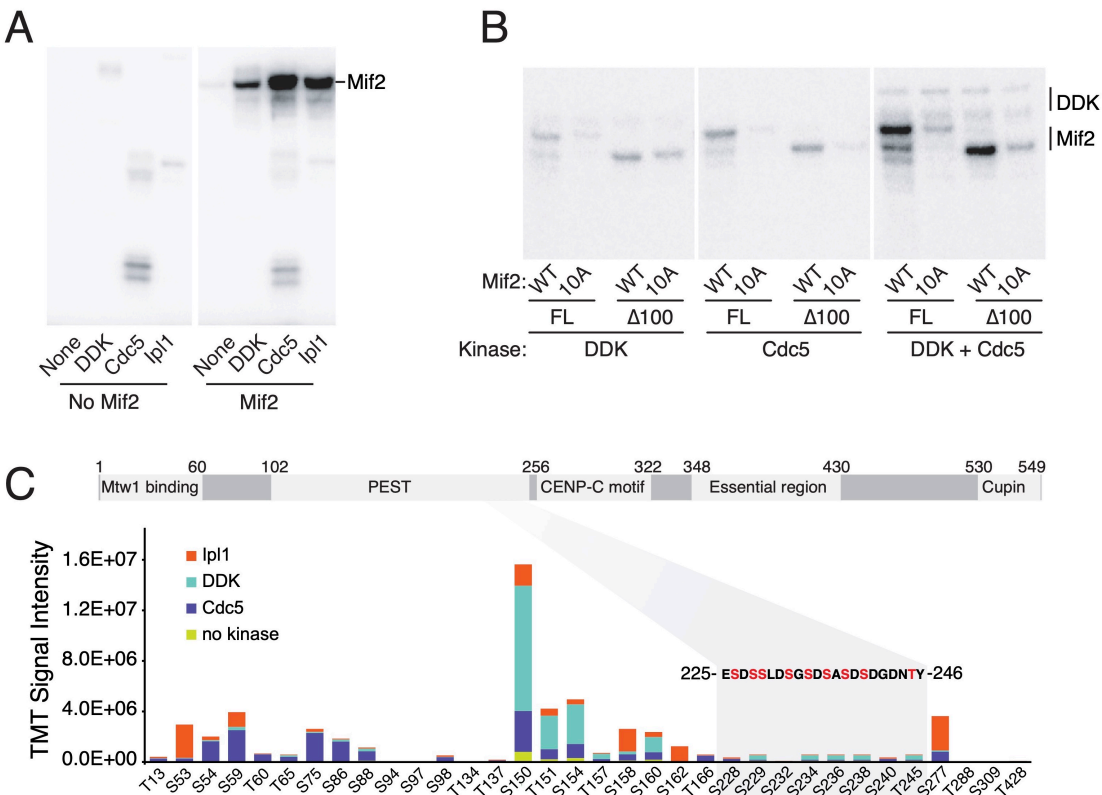 A
–Mif2
None DDK Cdc5 Ipl1
None DDK Cdc5 Ipl1
No Mif2
Mif2
B
DDK
Mif2
Mif2: WT 10A WT 10A WT 10A WT 10A WT 10A WT 10A
FL Δ100 FL Δ100 FL Δ100
Kinase: DDK Cdc5 DDK + Cdc5
C
1 60 102 256 322 348 430 530 549
Mtw1 binding PEST CENP-C motif Essential region Cupin
TMT Signal Intensity
1.6E+07
1.2E+07
8.0E+06
4.0E+06
0.0E+00
Ipl1
DDK
Cdc5
no kinase
225- ESDSSLDSGSDSASDSDGDNTY -246
T13 S53 S54 S59 T60 T65 S75 S86 S88 S94 S97 S98 T134 T137 S150 T151 S154 T157 S158 S160 S162 T166 S228 S229 S232 S234 S236 S238 S240 T245 S277 T288 S309 T428